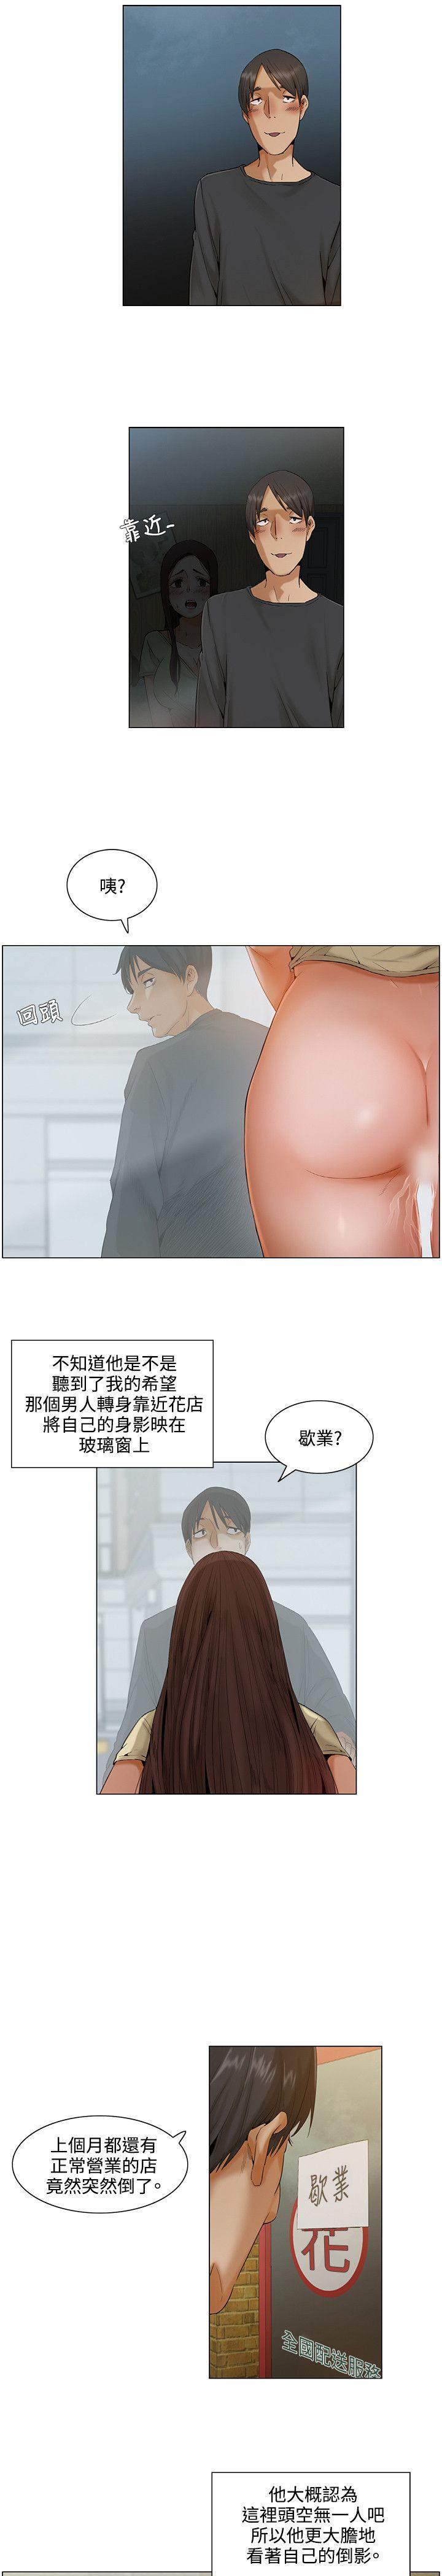 靠近~
咦?
回頭
不知道他是不是
聽到了我的希望
那個男人轉身靠近花店
將自己的身影映在
玻璃窗上
歇業?
上個月都還有
正常營業的店
竟然突然倒了。
歇業
花
全國配送服務
他大概認為
這裡頭空無一人吧
所以他更大膽地
看著自己的倒影。